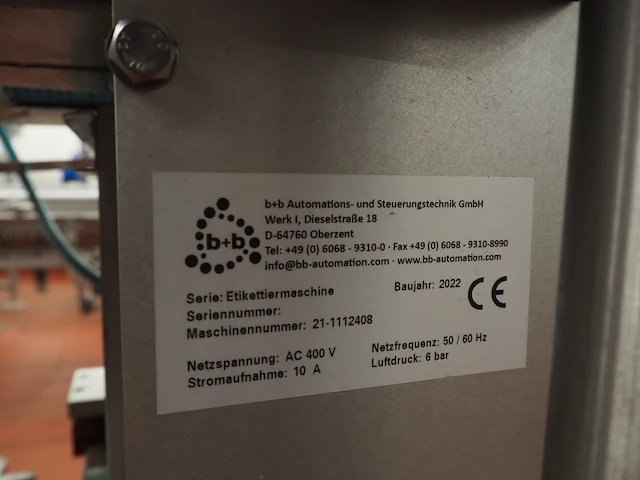 b+b
b+b Automations- und Steuerungstechnik GmbH
Werk I, Dieselstraße 18
D-64760 Oberzent
Tel: +49 (0) 6068 - 9310-0 · Fax +49 (0) 6068 - 9310-8990
info@bb-automation.com · www.bb-automation.com
Serie: Etikettiermaschine
Baujahr: 2022
CE
Seriennummer:
Maschinennummer: 21-1112408
Netzspannung: AC 400 V
Netzfrequenz: 50 / 60 Hz
Stromaufnahme: 10 A
Luftdruck: 6 bar